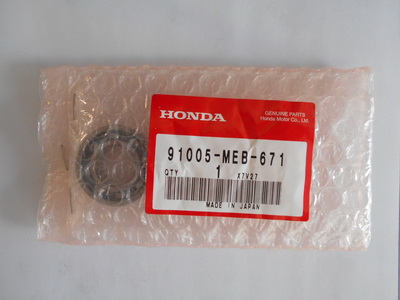 HONDA
GENUINE PARTS
Honda Motor Co., Ltd.
91005-MEB-671
QTY 1 X7V27
MADE IN JAPAN